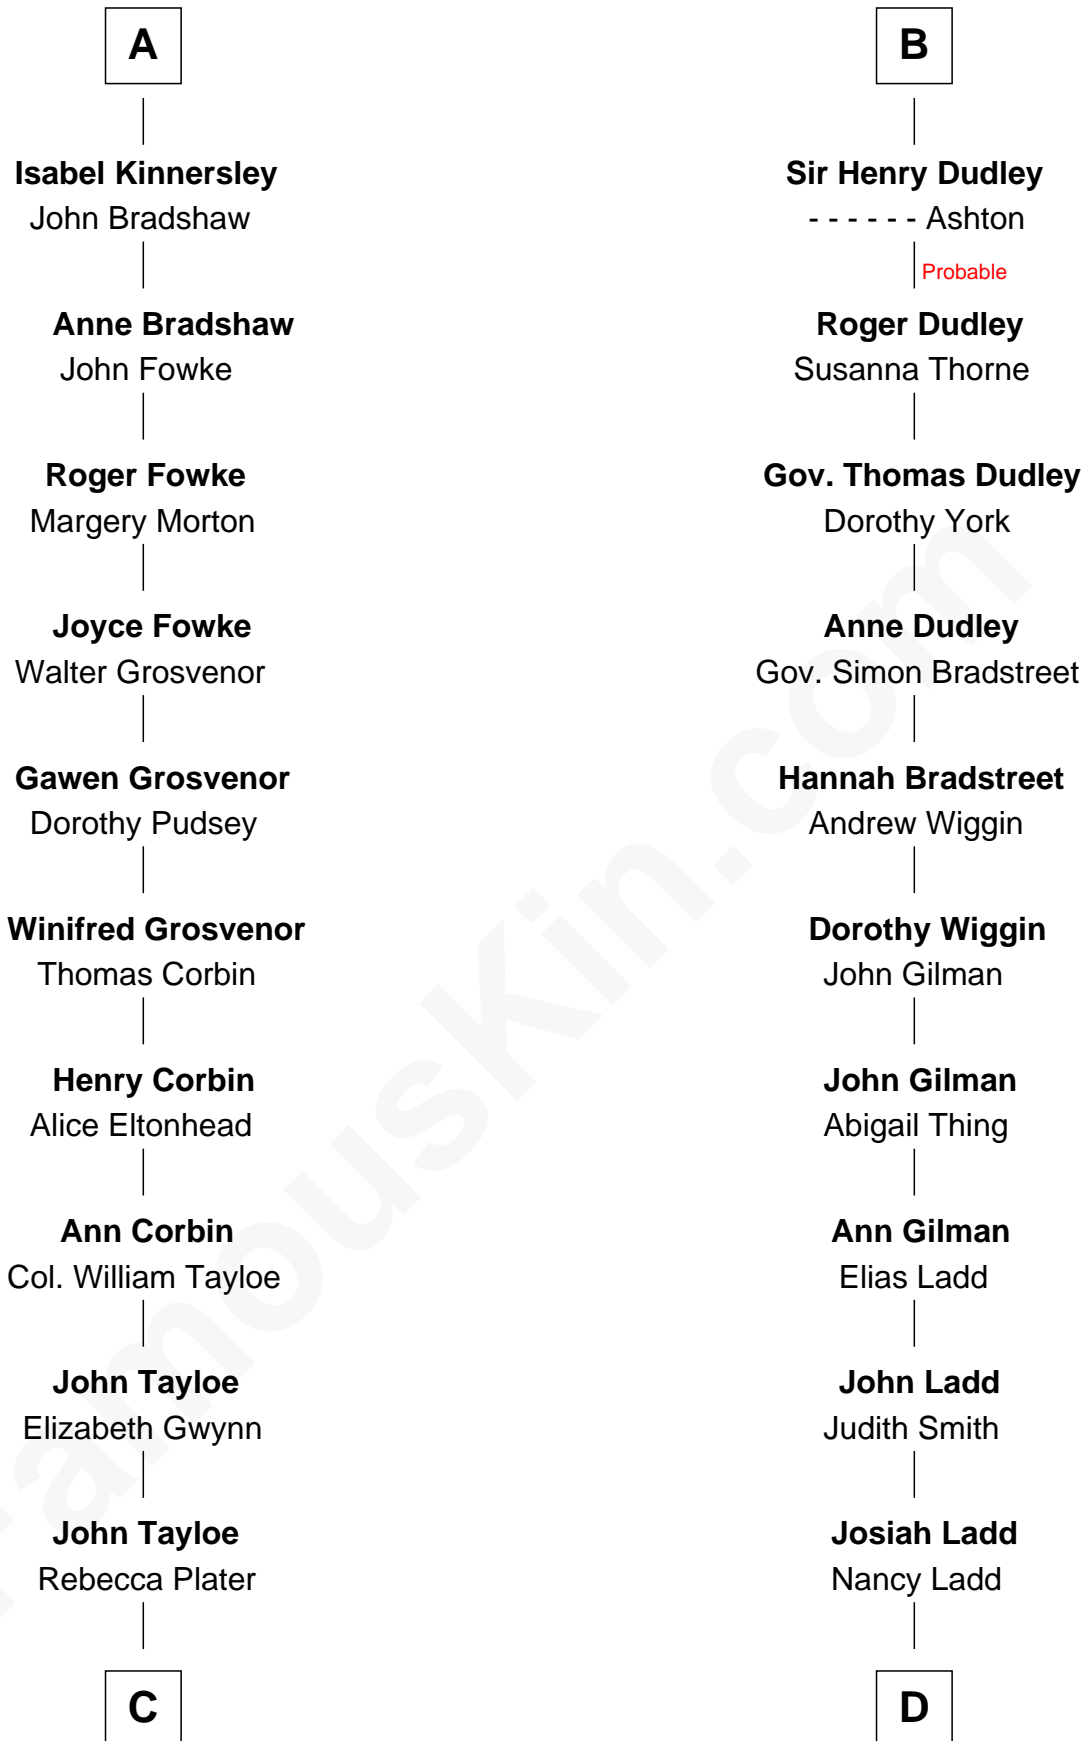 A
Isabel Kinnersley
John Bradshaw
Anne Bradshaw
John Fowke
Roger Fowke
Margery Morton
Joyce Fowke
Walter Grosvenor
Gawen Grosvenor
Dorothy Pudsey
Winifred Grosvenor
Thomas Corbin
Henry Corbin
Alice Eltonhead
Ann Corbin
Col. William Tayloe
John Tayloe
Elizabeth Gwynn
John Tayloe
Rebecca Plater
C
B
Sir Henry Dudley
- - - - - - Ashton
Probable
Roger Dudley
Susanna Thorne
Gov. Thomas Dudley
Dorothy York
Anne Dudley
Gov. Simon Bradstreet
Hannah Bradstreet
Andrew Wiggin
Dorothy Wiggin
John Gilman
John Gilman
Abigail Thing
Ann Gilman
Elias Ladd
John Ladd
Judith Smith
Josiah Ladd
Nancy Ladd
D
FamousKin.com